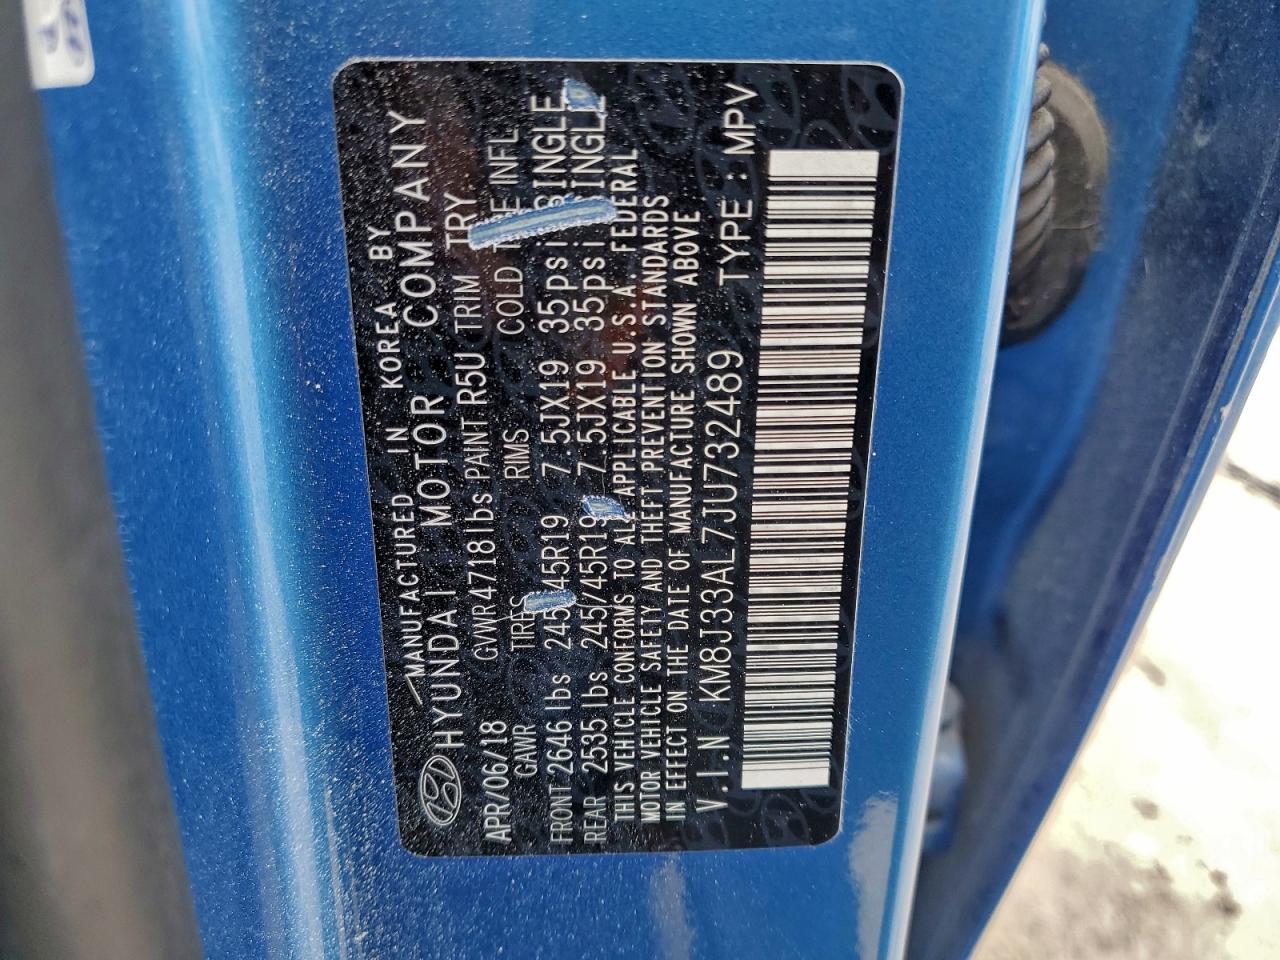 MANUFACTURED IN KOREA BY
HYUNDAI MOTOR COMPANY
APR/06/18 GVWR 4718lbs PAINT R5U TRIM TRY
GAWR TIRES RIMS COLD INFL.
FRONT 2646 lbs 245 45R19 7.5JX19 35psi SINGLE
REAR 2535 lbs 245/45R19 7.5JX19 35psi SINGLE
THIS VEHICLE CONFORMS TO ALL APPLICABLE U.S.A. FEDERAL
MOTOR VEHICLE SAFETY AND THEFT PREVENTION STANDARDS
IN EFFECT ON THE DATE OF MANUFACTURE SHOWN ABOVE
V.I.N KM8J33AL7JU732489 TYPE : MPV